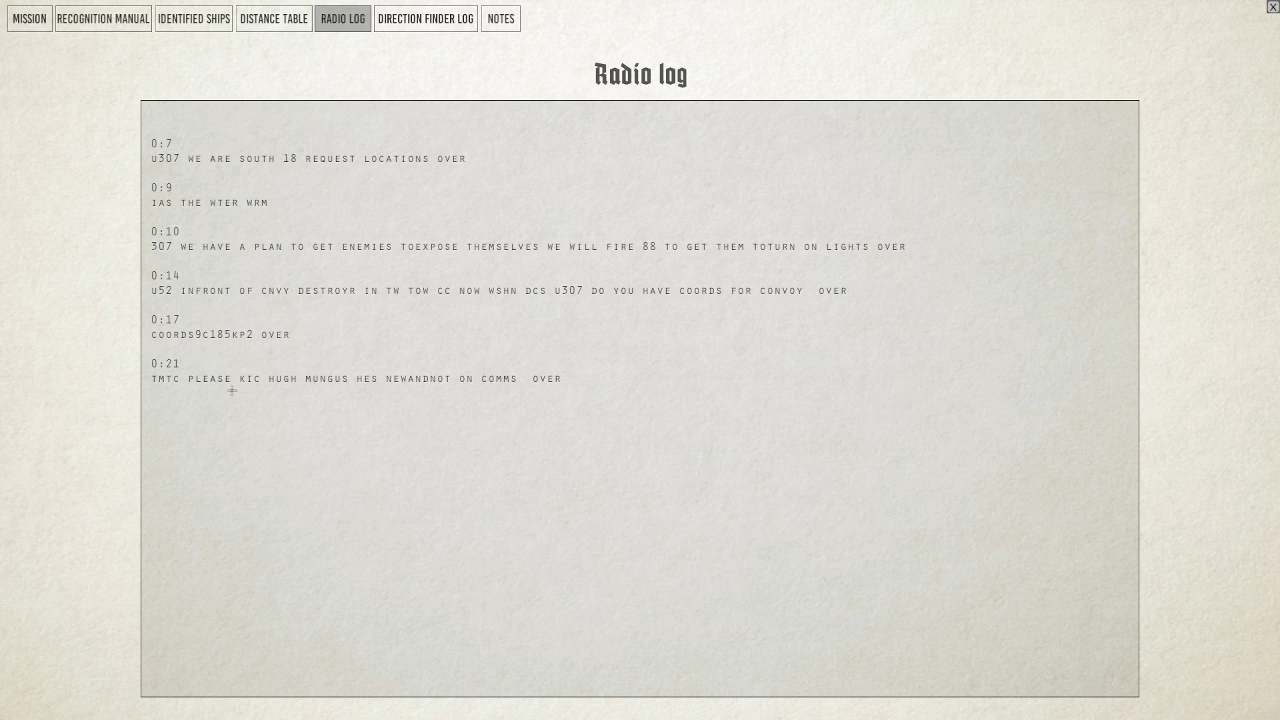 MISSION RECOGNITION MANUAL IDENTIFIED SHIPS DISTANCE TABLE RADIO LOG DIRECTION FINDER LOG NOTES X
Radio log
0:7
U307 WE ARE SOUTH 18 REQUEST LOCATIONS OVER
0:9
IAS THE WTER WRM
0:10
307 WE HAVE A PLAN TO GET ENEMIES TOEXPOSE THEMSELVES WE WILL FIRE 88 TO GET THEM TOTURN ON LIGHTS OVER
0:14
U52 INFRONT OF CNVY DESTROYR IN TW TOW CC NOW WSHN DCS U307 DO YOU HAVE COORDS FOR CONVOY  OVER
0:17
COORDS9C185KP2 OVER
0:21
TMTC PLEASE KIC HUGH MUNGUS HES NEWANDNOT ON COMMS  OVER